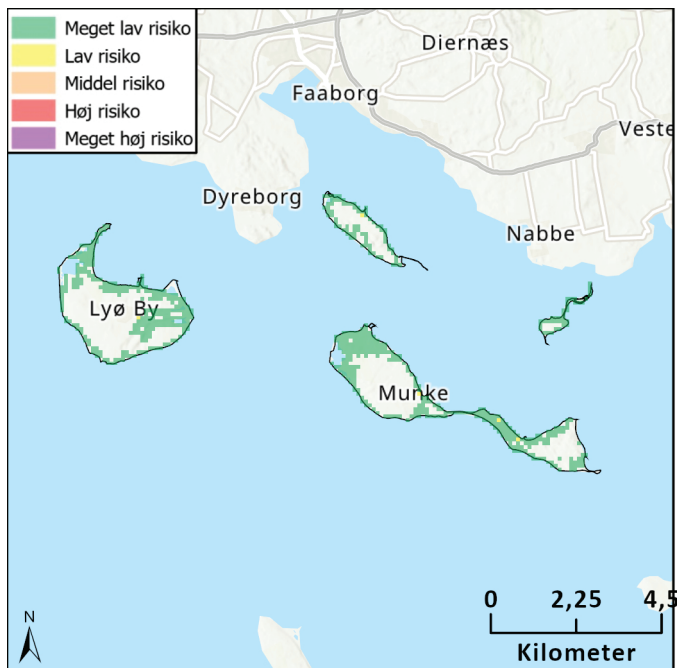 Meget lav risiko
Lav risiko
Middel risiko
Høj risiko
Meget høj risiko
Diernæs
Faaborg
Veste
Dyreborg
Nabbe
Lyø By
Munke
N
0 2,25 4,5
Kilometer